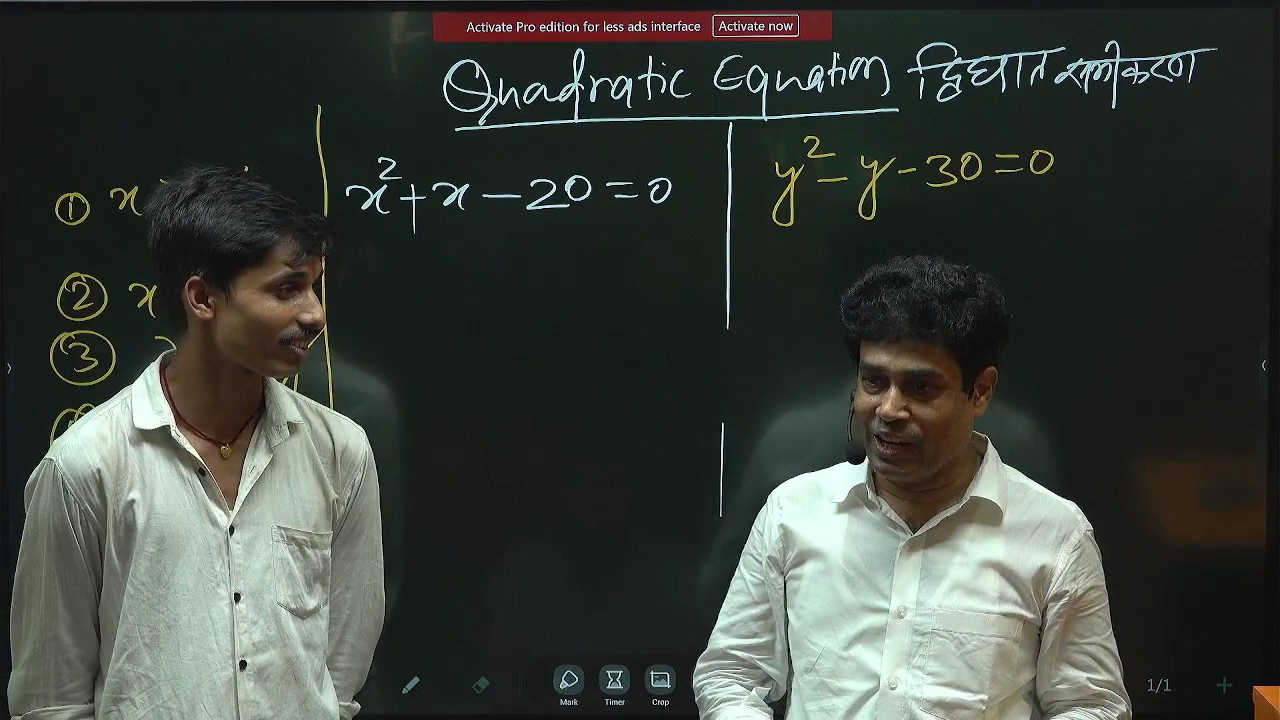 Activate Pro edition for less ads interface Activate now
Quadratic Equation द्विघात समीकरण
① x
x² + x - 20 = 0
y² - y - 30 = 0
② x
③
Mark Timer Crop
1/1